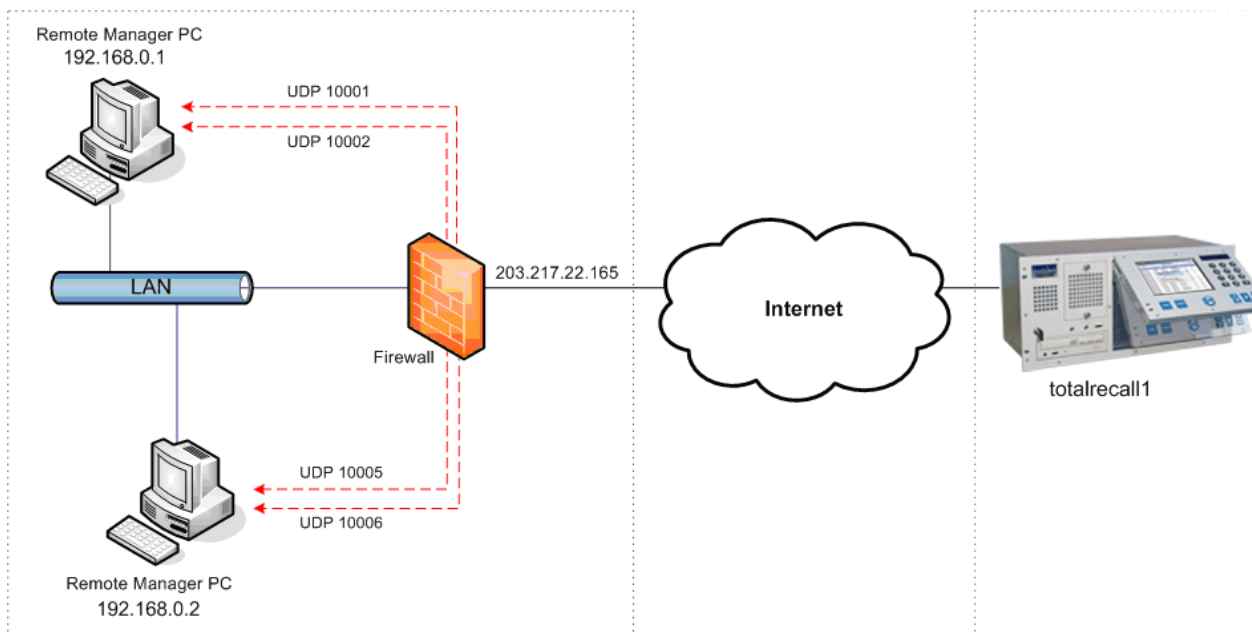 Remote Manager PC
192.168.0.1
UDP 10001
UDP 10002
LAN
203.217.22.165
Firewall
Internet
totalrecall1
UDP 10005
UDP 10006
Remote Manager PC
192.168.0.2